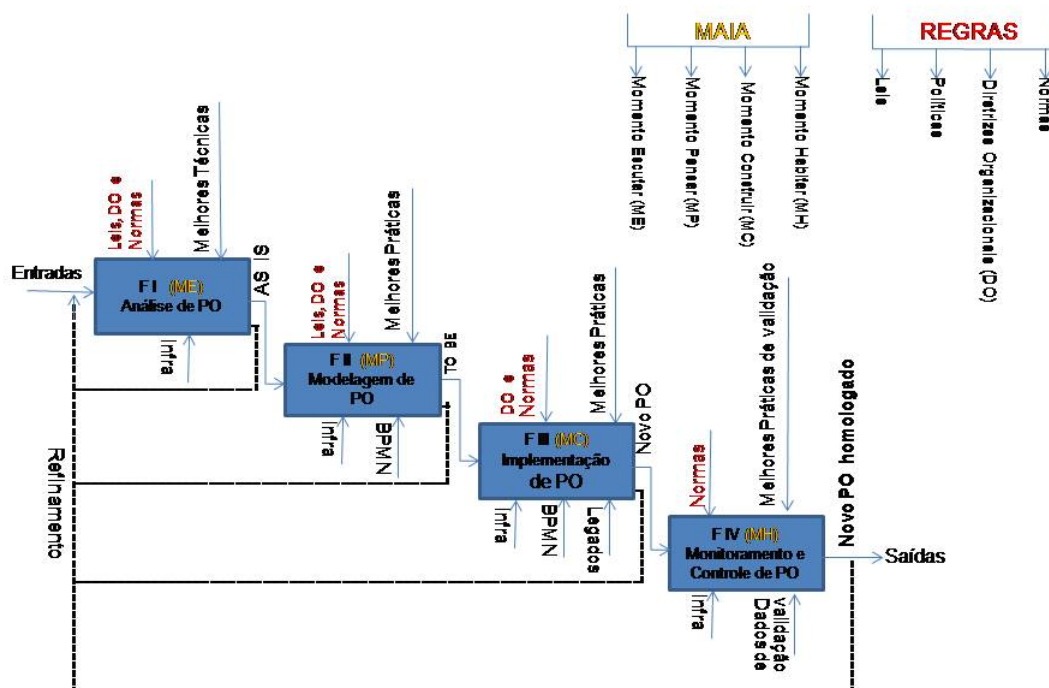 MAIA
REGRAS
Momento Escutar (ME)
Momento Pensar (MP)
Momento Construir (MC)
Momento Habitar (MH)
Leis
Políticas
Diretrizes Organizacionais (DO)
Normas
Entradas
Leis, DO e
Normas
Melhores Técnicas
F I (ME)
Análise de PO
AS IS
Infra
Leis, DO e
Normas
Melhores Práticas
F II (MP)
Modelagem de
PO
TO BE
Infra
BPMN
DO e
Normas
Melhores Práticas
F III (MC)
Implementação
de PO
Novo PO
Infra
BPMN
Legados
Normas
Melhores Práticas de validação
F IV (MH)
Monitoramento e
Controle de PO
Novo PO homologado
Saídas
Infra
Dados de
validação
Refinamento